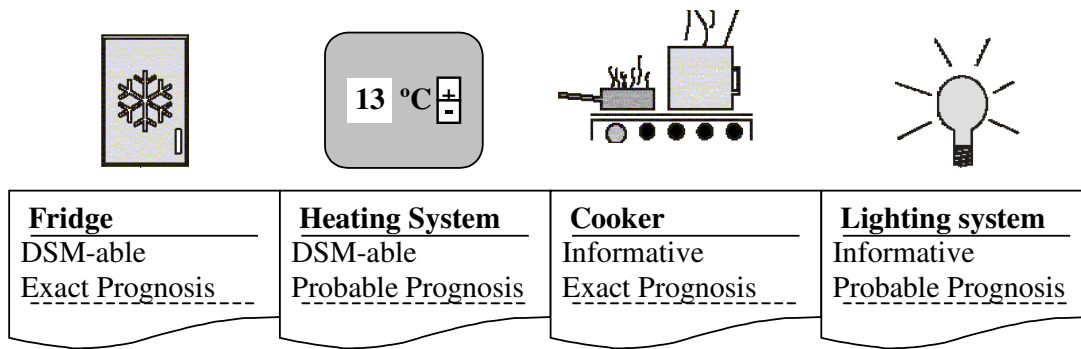 13 ºC + -
Fridge
DSM-able
Exact Prognosis
Heating System
DSM-able
Probable Prognosis
Cooker
Informative
Exact Prognosis
Lighting system
Informative
Probable Prognosis